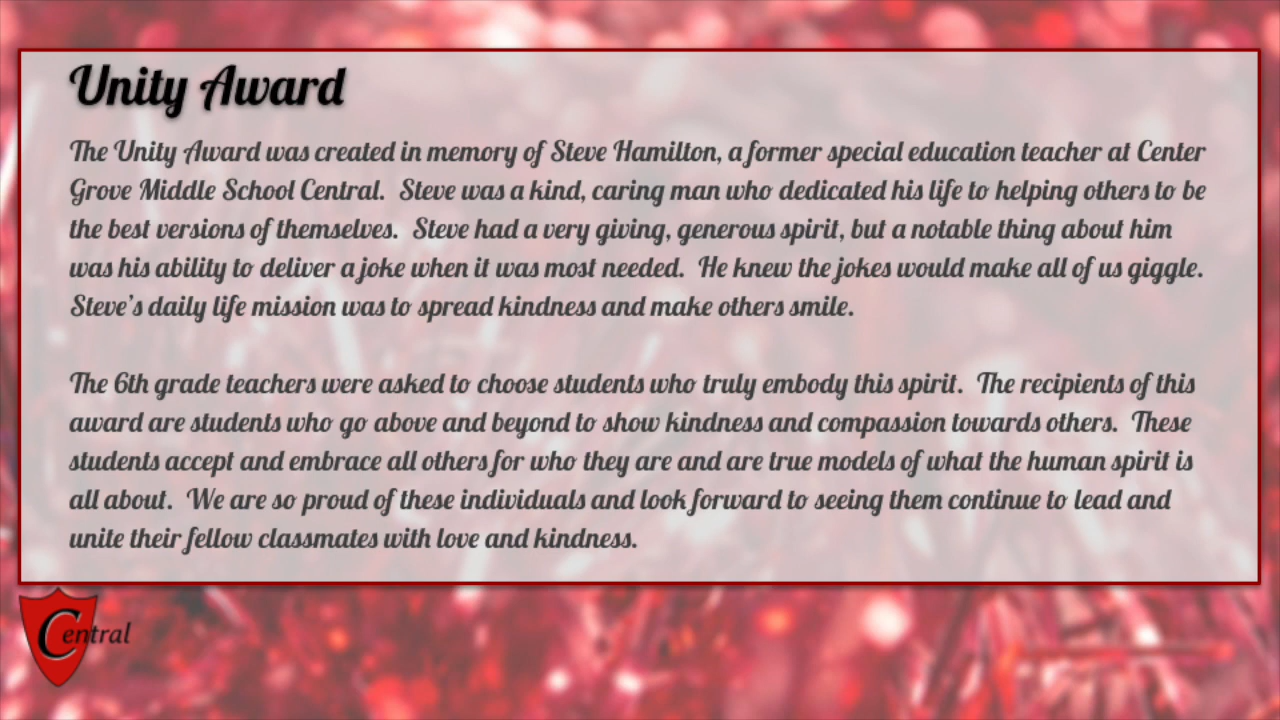 Unity Award
The Unity Award was created in memory of Steve Hamilton, a former special education teacher at Center
Grove Middle School Central.  Steve was a kind, caring man who dedicated his life to helping others to be
the best versions of themselves.  Steve had a very giving, generous spirit, but a notable thing about him
was his ability to deliver a joke when it was most needed.  He knew the jokes would make all of us giggle.
Steve's daily life mission was to spread kindness and make others smile.
The 6th grade teachers were asked to choose students who truly embody this spirit.  The recipients of this
award are students who go above and beyond to show kindness and compassion towards others.  These
students accept and embrace all others for who they are and are true models of what the human spirit is
all about.  We are so proud of these individuals and look forward to seeing them continue to lead and
unite their fellow classmates with love and kindness.
Central